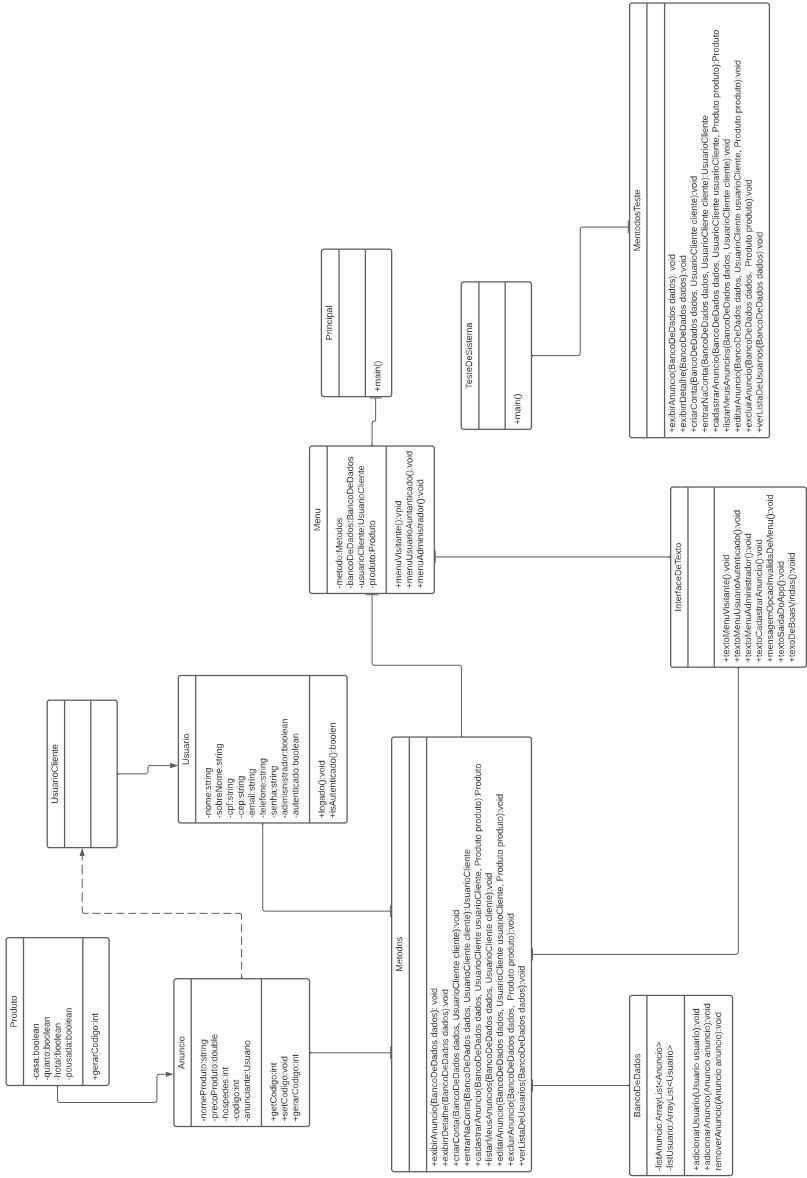 Produto
-casa:boolean
-quarto:boolean
-hotal:boolean
-pousada:boolean
+gerarCodigo:int
UsuarioCliente
Anuncio
-nomeProduto:string
-precoProduto:double
-hospedes:int
-codigo:int
-anunciante:Usuario
+getCodigo:int
+setCodigo:void
+gerarCodigo:int
Usuario
-nome:string
-sobreNome:string
-cpf:string
-cep:string
-email:string
-telefone:string
-senha:string
-adimisnistrador:boolean
-autenticado:boolean
+logado():void
+isAutenticado():boolen
Menu
-metodo:Metodos
-bancoDeDados:BancoDeDados
-usuarioCliente:UsuarioCliente
-produto:Produto
+menuVisitante():vpid
+menuUsuarioAuntanticado():void
+menuAdministrador():void
Principal
+main()
Metodos
+exibirAnuncio(BancoDeDados dados): void
+exibirrDetalhe(BancoDeDados dados):void
+criarConta(BancoDeDados dados, UsuarioCliente cliente):void
+entrarNaConta(BancoDeDados dados, UsuarioCliente cliente):UsuarioCliente
+cadastrarAnuncio(BancoDeDados dados, UsuarioCliente usuarioCliente, Produto produto):Produto
+listarMeusAnuncios(BancoDeDados dados, UsuarioCliente cliente):void
+editarAnuncio(BancoDeDados dados, UsuarioCliente usuarioCliente, Produto produto):void
+excluirAnuncio(BancoDeDados dados, Produto produto):void
+verListaDeUsuarios(BancoDeDados dados):void
TesteDeSistema
+main()
BancoDeDados
-listAnuncio:ArrayList<Anuncio>
-listUsuario:ArrayList<Usuario>
+adicionarUsuario(Usuario usuario):void
+adicionarAnuncio(Anuncio anuncio):void
removerAnuncio(Anuncio anuncio):void
InterfaceDeTexto
+textoMenuVisitante():void
+textoMenuUsuarioAutenticado():void
+textoMenuAdministrador():void
+textoCadastrarAnuncio():void
+mensagemOpcaoInvalidaDeMenu():void
+textoSaidaDoApp():void
+texoDeBoasVindas():voiid
MentodosTeste
+exibirAnuncio(BancoDeDados dados): void
+exibirrDetalhe(BancoDeDados dados):void
+criarConta(BancoDeDados dados, UsuarioCliente cliente):void
+entrarNaConta(BancoDeDados dados, UsuarioCliente cliente):UsuarioCliente
+cadastrarAnuncio(BancoDeDados dados, UsuarioCliente usuarioCliente, Produto produto):Produto
+listarMeusAnuncios(BancoDeDados dados, UsuarioCliente cliente):void
+editarAnuncio(BancoDeDados dados, UsuarioCliente usuarioCliente, Produto produto):void
+excluirAnuncio(BancoDeDados dados, Produto produto):void
+verListaDeUsuarios(BancoDeDados dados):void